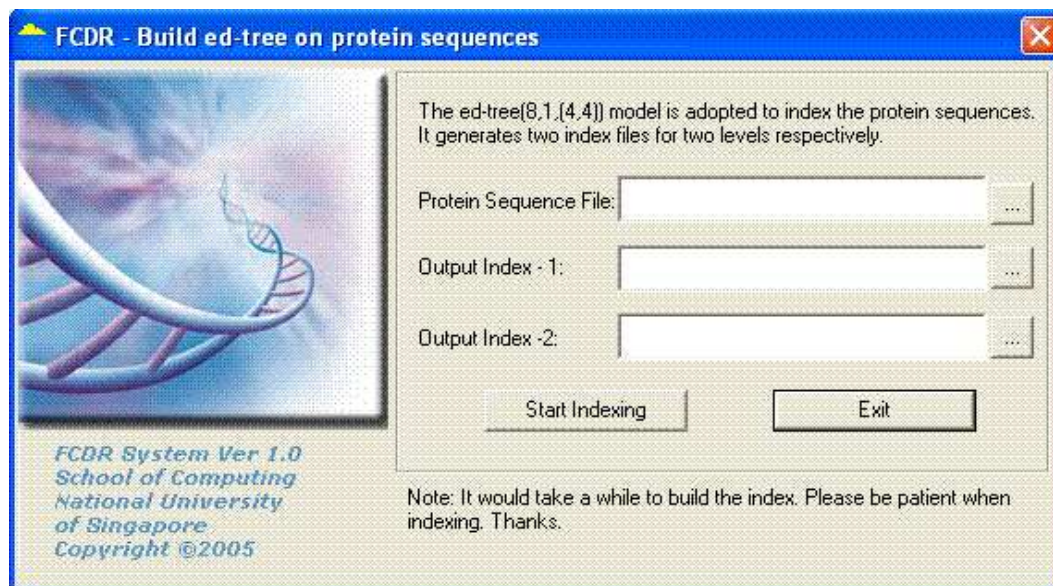 FCDR - Build ed-tree on protein sequences
The ed-tree(8,1,(4,4)) model is adopted to index the protein sequences.
It generates two index files for two levels respectively.
Protein Sequence File:
...
Output Index - 1:
...
Output Index -2:
...
Start Indexing
Exit
FCDR System Ver 1.0
School of Computing
National University
of Singapore
Copyright ©2005
Note: It would take a while to build the index. Please be patient when
indexing. Thanks.